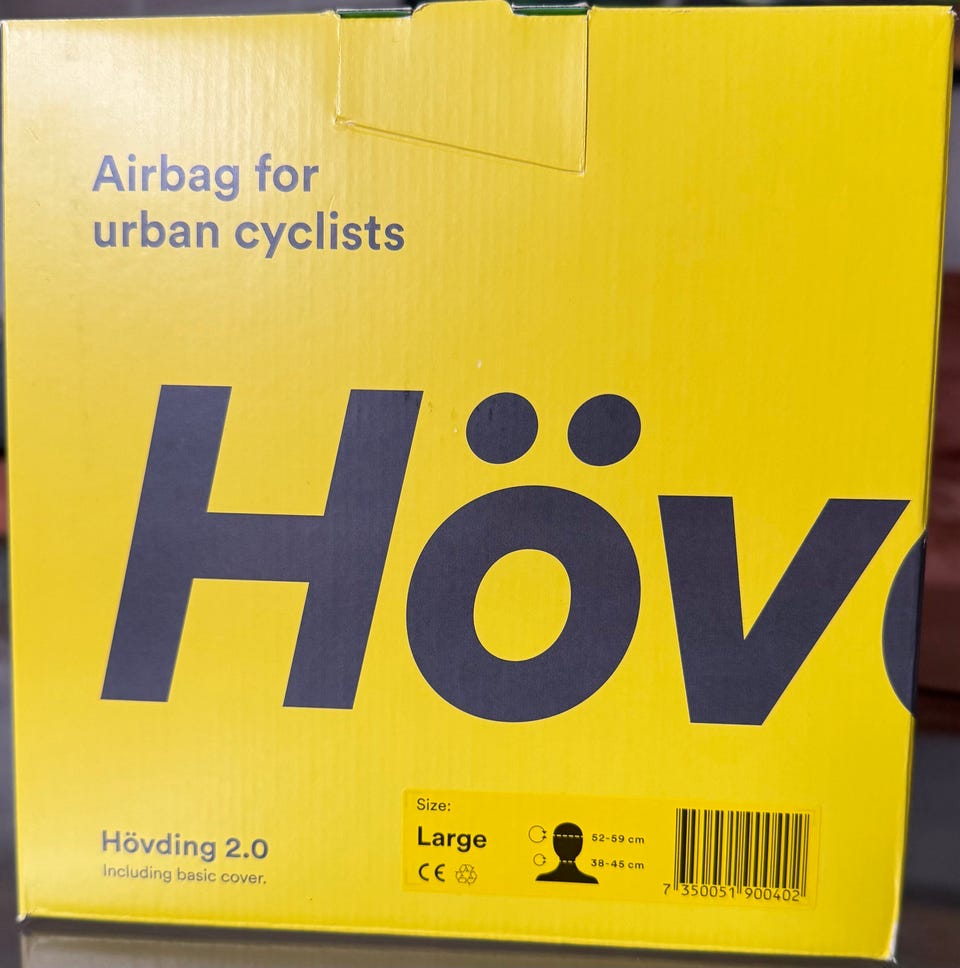 Airbag for
urban cyclists
Höv
Hövding 2.0
Including basic cover.
Size:
Large
CE
52-59 cm
38-45 cm
7 350051 900402